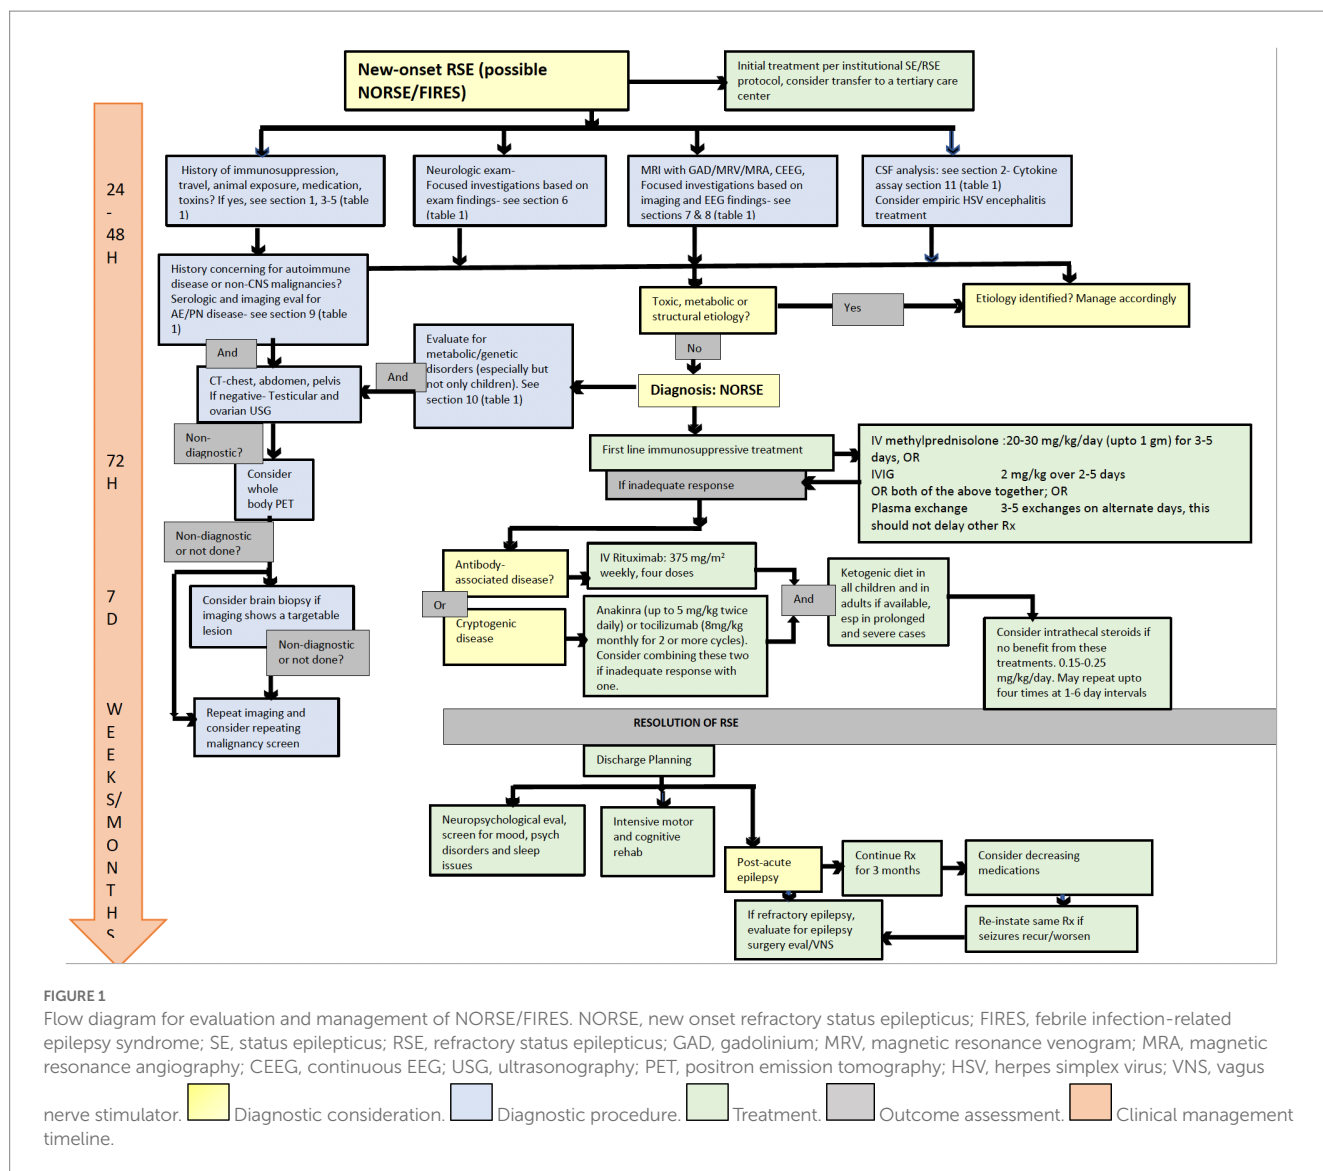 New-onset RSE (possible
NORSE/FIRES)
Initial treatment per institutional SE/RSE
protocol, consider transfer to a tertiary care
center
24
-
48
H
History of immunosuppression,
travel, animal exposure, medication,
toxins? If yes, see section 1, 3-5 (table
1)
Neurologic exam-
Focused investigations based on
exam findings- see section 6
(table 1)
MRI with GAD/MRV/MRA, CEEG,
Focused investigations based on
imaging and EEG findings- see
sections 7 & 8 (table 1)
CSF analysis: see section 2- Cytokine
assay section 11 (table 1)
Consider empiric HSV encephalitis
treatment
History concerning for autoimmune
disease or non-CNS malignancies?
Serologic and imaging eval for
AE/PN disease- see section 9 (table
1)
Toxic, metabolic or
structural etiology?
Yes
Etiology identified? Manage accordingly
No
And
Evaluate for
metabolic/genetic
disorders (especially but
not only children). See
section 10 (table 1)
And
CT-chest, abdomen, pelvis
If negative- Testicular and
ovarian USG
Diagnosis: NORSE
72
H
Non-
diagnostic?
Consider
whole
body PET
First line immunosuppressive treatment
If inadequate response
IV methylprednisolone :20-30 mg/kg/day (upto 1 gm) for 3-5
days, OR
IVIG 2 mg/kg over 2-5 days
OR both of the above together; OR
Plasma exchange 3-5 exchanges on alternate days, this
should not delay other Rx
Non-diagnostic
or not done?
7
D
Consider brain biopsy if
imaging shows a targetable
lesion
Non-diagnostic
or not done?
Antibody-
associated disease?
Or
Cryptogenic
disease
IV Rituximab: 375 mg/m²
weekly, four doses
Anakinra (up to 5 mg/kg twice
daily) or tocilizumab (8mg/kg
monthly for 2 or more cycles).
Consider combining these two
if inadequate response with
one.
And
Ketogenic diet in
all children and in
adults if available,
esp in prolonged
and severe cases
Consider intrathecal steroids if
no benefit from these
treatments. 0.15-0.25
mg/kg/day. May repeat upto
four times at 1-6 day intervals
W
E
E
K
S/
M
O
N
T
H
S
Repeat imaging and
consider repeating
malignancy screen
RESOLUTION OF RSE
Discharge Planning
Neuropsychological eval,
screen for mood, psych
disorders and sleep
issues
Intensive motor
and cognitive
rehab
Post-acute
epilepsy
Continue Rx
for 3 months
Consider decreasing
medications
If refractory epilepsy,
evaluate for epilepsy
surgery eval/VNS
Re-instate same Rx if
seizures recur/worsen
FIGURE 1
Flow diagram for evaluation and management of NORSE/FIRES. NORSE, new onset refractory status epilepticus; FIRES, febrile infection-related
epilepsy syndrome; SE, status epilepticus; RSE, refractory status epilepticus; GAD, gadolinium; MRV, magnetic resonance venogram; MRA, magnetic
resonance angiography; CEEG, continuous EEG; USG, ultrasonography; PET, positron emission tomography; HSV, herpes simplex virus; VNS, vagus
nerve stimulator. Diagnostic consideration. Diagnostic procedure. Treatment. Outcome assessment. Clinical management
timeline.